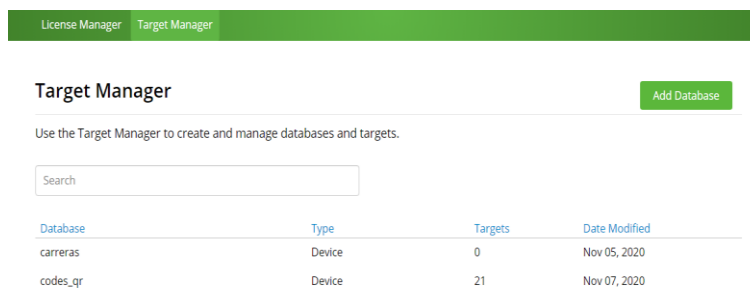 License Manager Target Manager
Target Manager
Add Database
Use the Target Manager to create and manage databases and targets.
Search
Database Type Targets Date Modified
carreras Device 0 Nov 05, 2020
codes_qr Device 21 Nov 07, 2020